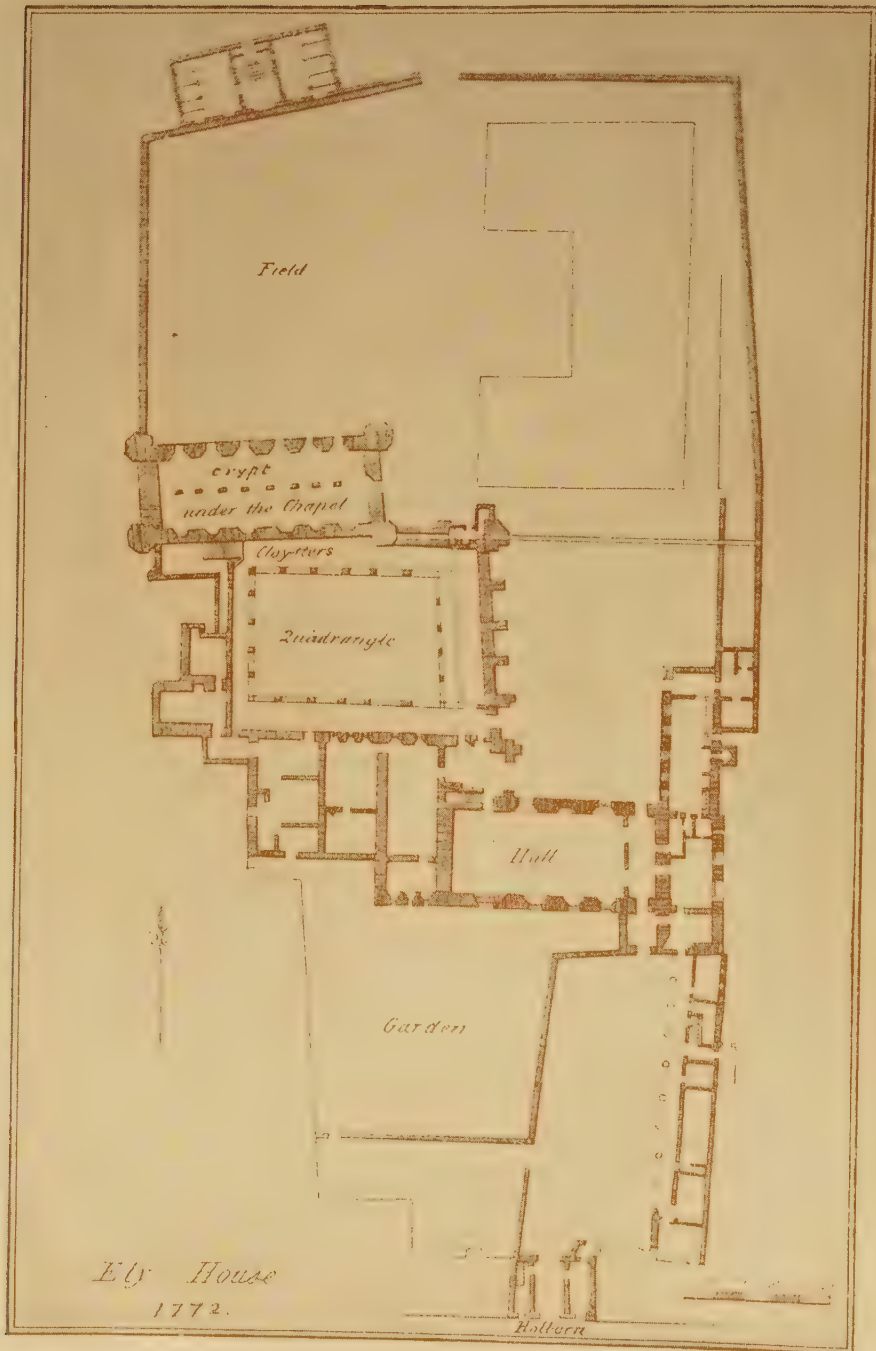 Field
crypt
under the Chapel
Cloysters
Quadrangle
Hall
Garden
Ely House
1772.
Holborn